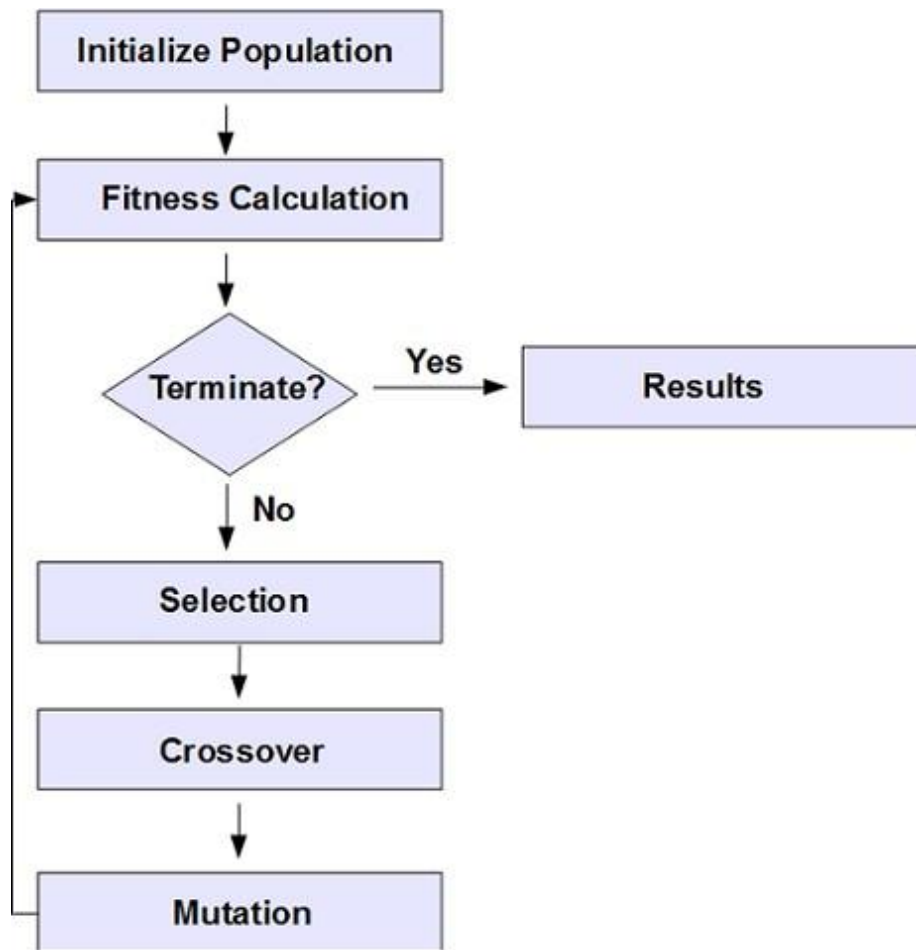 Initialize Population
Fitness Calculation
Terminate?
Yes
Results
No
Selection
Crossover
Mutation